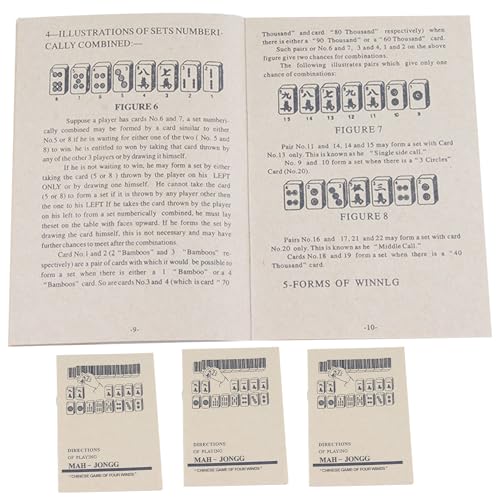 4—ILLUSTRATIONS OF SETS NUMBERI-
CALLY COMBINED:—
8 7 6 5 4 3 2 1
FIGURE 6
Suppose a player has cards No.6 and 7, a set numberi-
cally combined may be formed by a card similar to either
No.5 or 8 if he is waiting for either one of the two ( No. 5 and
8) to win. he is entitled to win by taking that card thrown by
any of the other 3 players or by drawing it himself.
If he is not waiting to win, he may form a set by either
taking the card (5 or 8 ) thrown by the player on his LEFT
ONLY or by drawing one himself. He cannot take the card
(5 or 8) to form a set if it is thrown by any player other then
the one to his LEFT If he takes the card thrown by the player
on his left to from a set numberically combined, he must lay
theset on the table with faces upward. If he forms the set by
drawing the card himself, this is not necessary and may have
further chances to meet after the combinations.
Card No.1 and 2 (2 "Bamboos" and 3 "Bamboos" re-
spectively) are a pair of cards with which it would be possible to
form a set when there is either a 1 "Bamboo" or a 4
"Bamboos" card. So are cards No.3 and 4 (which is card "70
-9-
Thousand" and card "80 Thousand" respectively) when
there is either a "90 Thousand" or a "60 Thousand" card.
Such pairs or No.6 and 7, 3 and 4, 1 and 2 on the above
figure give two chances for combinations.
The following illustrates pairs which give only one
chance of combinations:
15 14 13 12 11 10 9
FIGURE 7
Pair No.11 and 14, 14 and 15 may form a set with Card
No.13 only. This is known as he "Single side call."
No. 9 and 10 form a set when there is a "3 Circles"
Card (No.20).
FIGURE 8
Pairs No.16 and 17, 21 and 22 may form a set with card
no.20 only. This is known as "Middle Call."
Cards No.18 and 19 form a set when there is a "40
Thousand" card.
5-FORMS OF WINNLG
-10-
DIRECTIONS
OF PLAYING
MAH – JONGG
"CHINESE GAME OF FOUR WINDS"
DIRECTIONS
OF PLAYING
MAH – JONGG
"CHINESE GAME OF FOUR WINDS"
DIRECTIONS
OF PLAYING
MAH – JONGG
"CHINESE GAME OF FOUR WINDS"